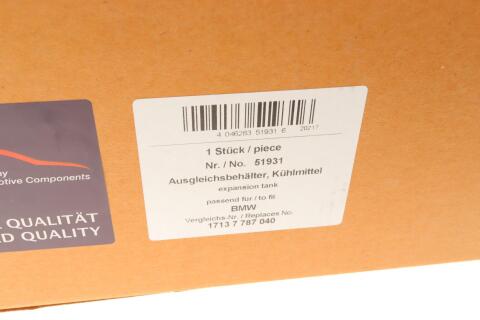 4 046263 51931 6 20217
1 Stück / piece
Nr. / No. 51931
Ausgleichsbehälter, Kühlmittel
expansion tank
passend für / to fit
BMW
Vergleichs-Nr. / Replaces No.
1713 7 787 040
otive Components
QUALITÄT
D QUALITY